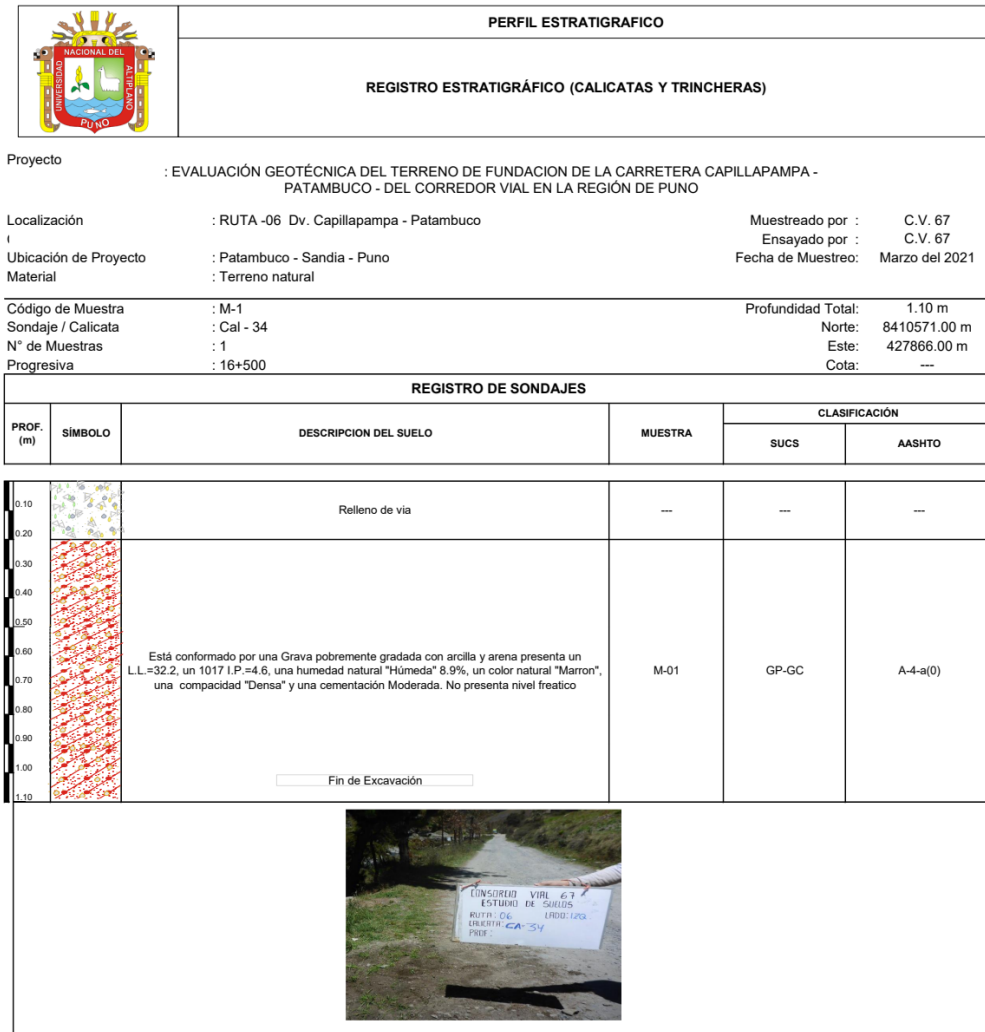 PERFIL ESTRATIGRAFICO
REGISTRO ESTRATIGRÁFICO (CALICATAS Y TRINCHERAS)
UNIVERSIDAD
NACIONAL DEL
ALTIPLANO
PUNO
Proyecto
: EVALUACIÓN GEOTÉCNICA DEL TERRENO DE FUNDACION DE LA CARRETERA CAPILLAPAMPA -
PATAMBUCO - DEL CORREDOR VIAL EN LA REGIÓN DE PUNO
Localización : RUTA -06 Dv. Capillapampa - Patambuco Muestreado por : C.V. 67
Ensayado por : C.V. 67
Ubicación de Proyecto : Patambuco - Sandia - Puno Fecha de Muestreo: Marzo del 2021
Material : Terreno natural
Código de Muestra : M-1 Profundidad Total: 1.10 m
Sondaje / Calicata : Cal - 34 Norte: 8410571.00 m
N° de Muestras : 1 Este: 427866.00 m
Progresiva : 16+500 Cota: ---
REGISTRO DE SONDAJES
PROF. (m) SÍMBOLO DESCRIPCION DEL SUELO MUESTRA CLASIFICACIÓN
SUCS AASHTO
0.10 Relleno de via --- --- ---
0.20
0.30
0.40
0.50
0.60
Está conformado por una Grava pobremente gradada con arcilla y arena presenta un
L.L.=32.2, un 1017 I.P.=4.6, una humedad natural "Húmeda" 8.9%, un color natural "Marron", M-01 GP-GC A-4-a(0)
0.70
una compacidad "Densa" y una cementación Moderada. No presenta nivel freatico
0.80
0.90
1.00
Fin de Excavación
1.10
CONSORCIO VIAL 67
ESTUDIO DE SUELOS
RUTA: 06 LADO: IZQ.
CALICATA: CA-34
PROF: